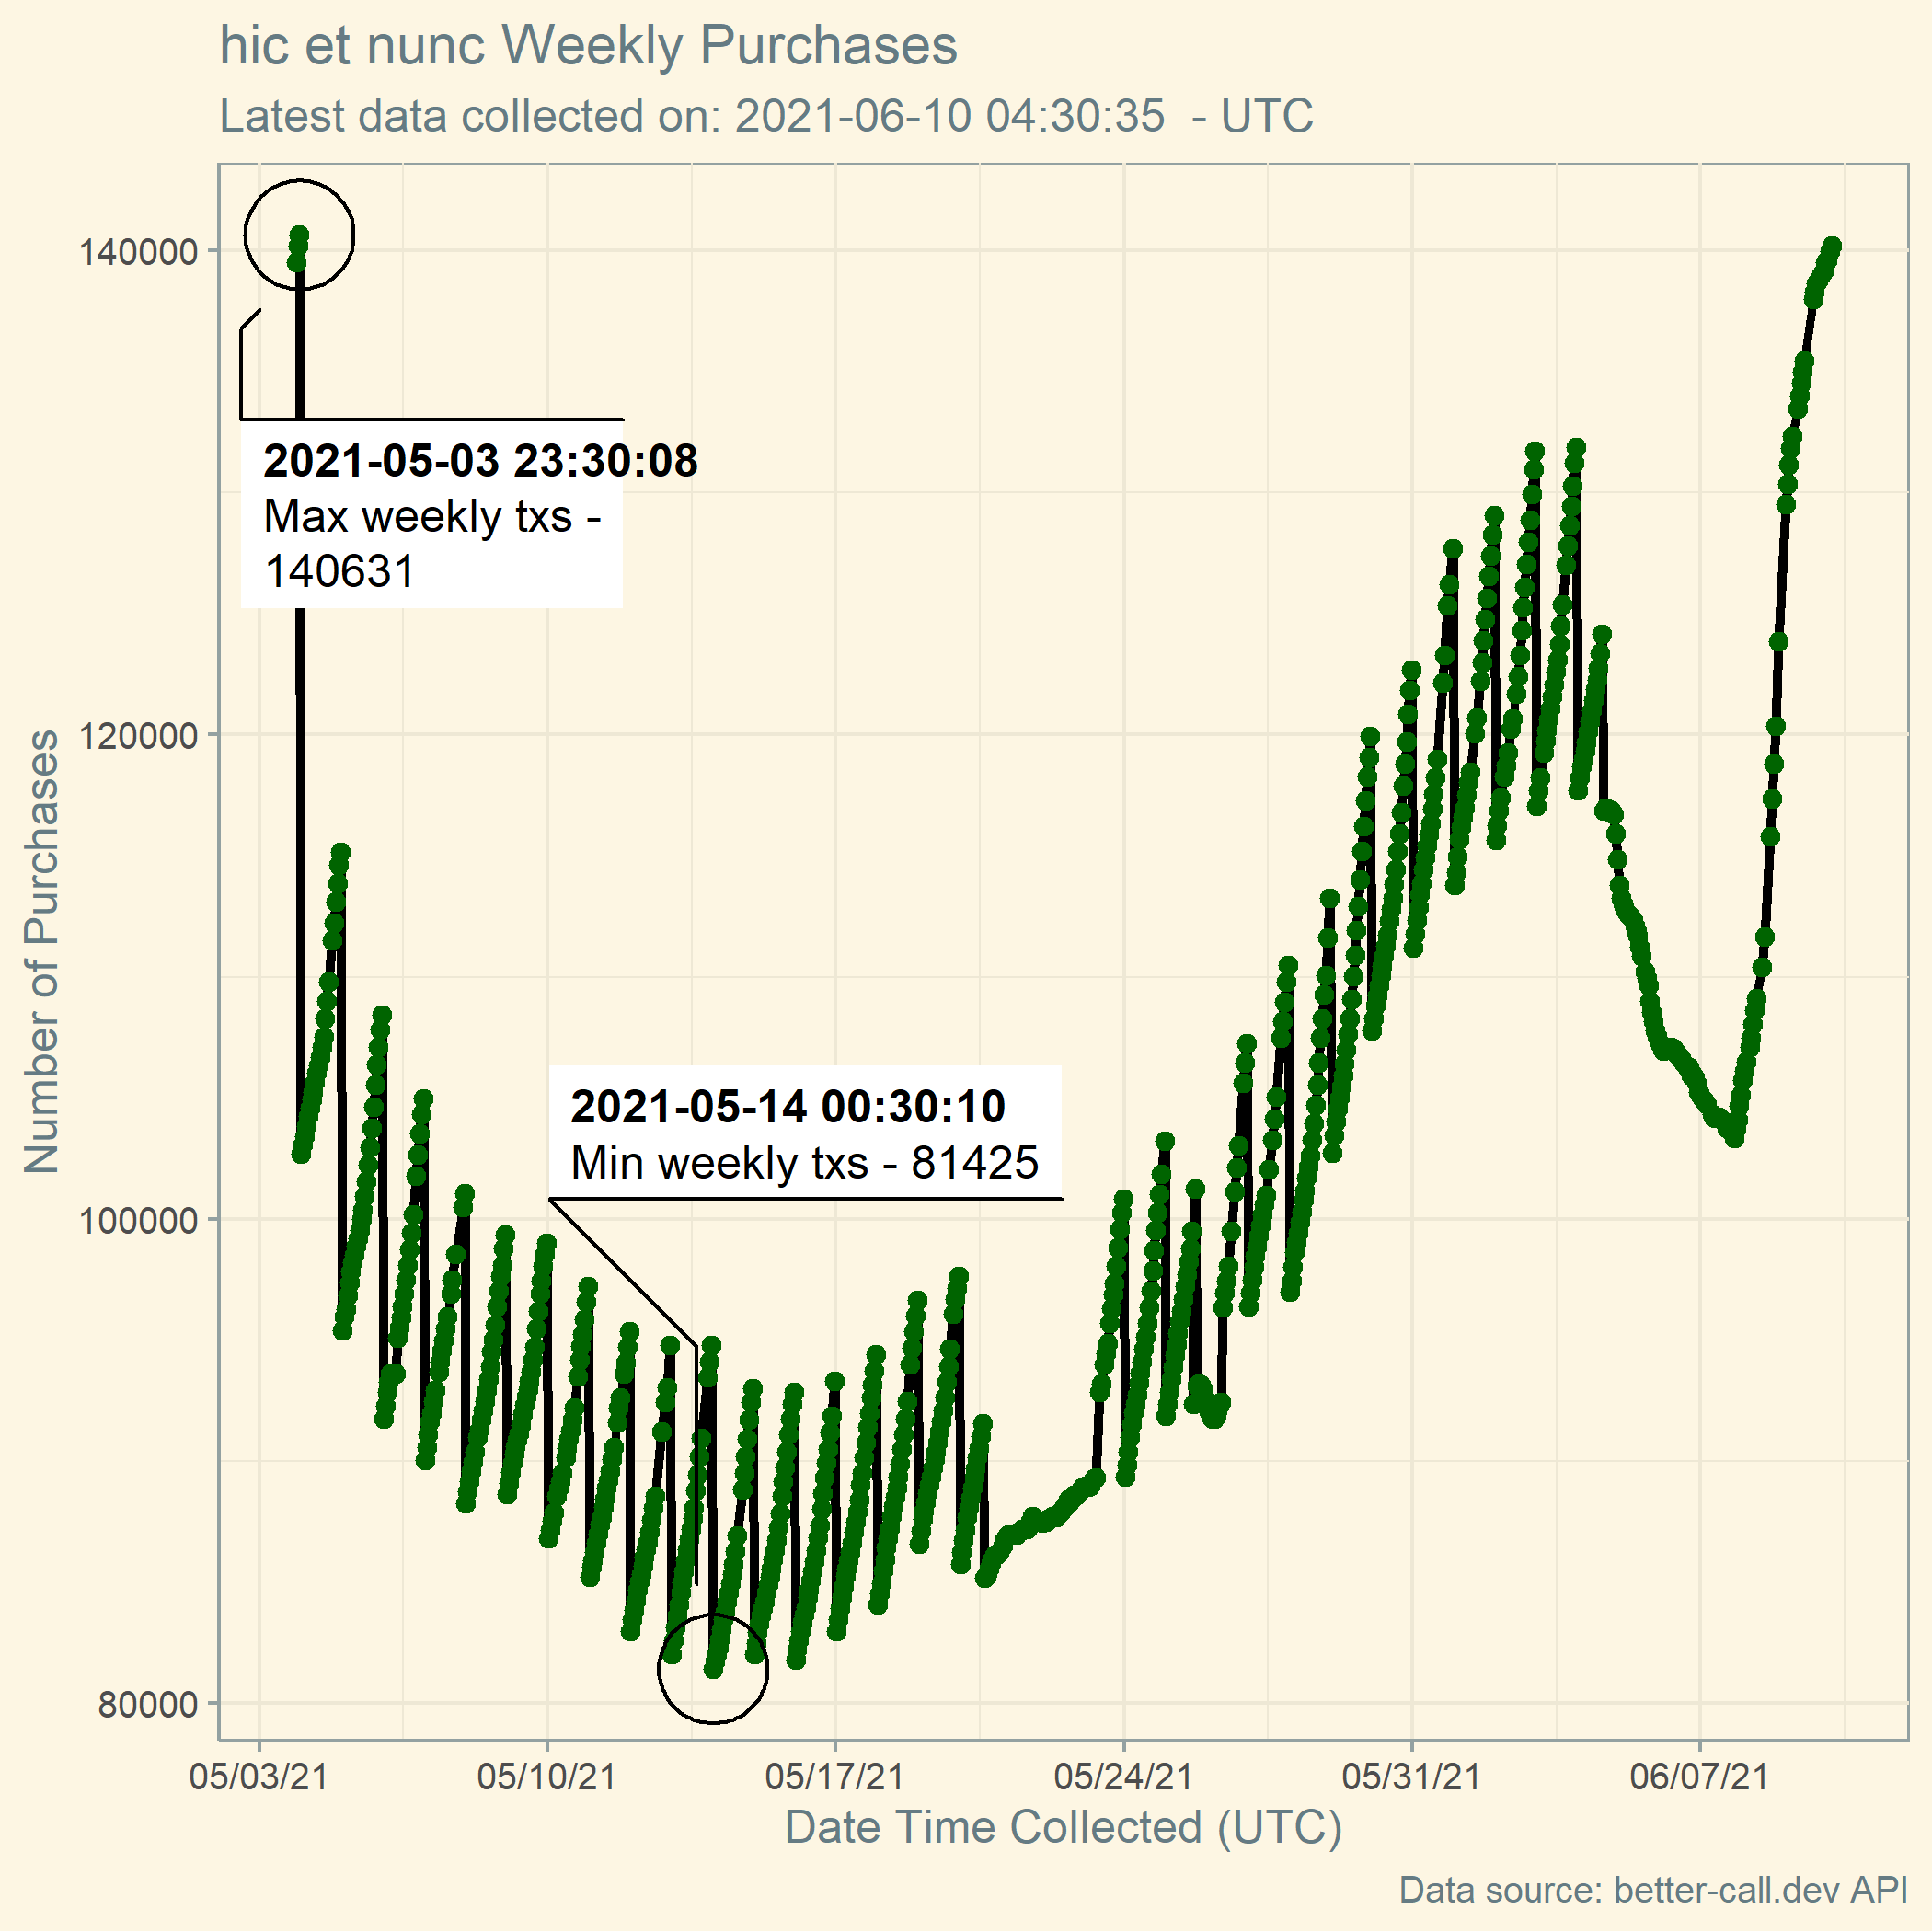 hic et nunc Weekly Purchases
Latest data collected on: 2021-06-10 04:30:35  - UTC
140000
2021-05-03 23:30:08
Max weekly txs -
140631
120000
2021-05-14 00:30:10
Min weekly txs - 81425
100000
80000
Number of Purchases
05/03/21 05/10/21 05/17/21 05/24/21 05/31/21 06/07/21
Date Time Collected (UTC)
Data source: better-call.dev API